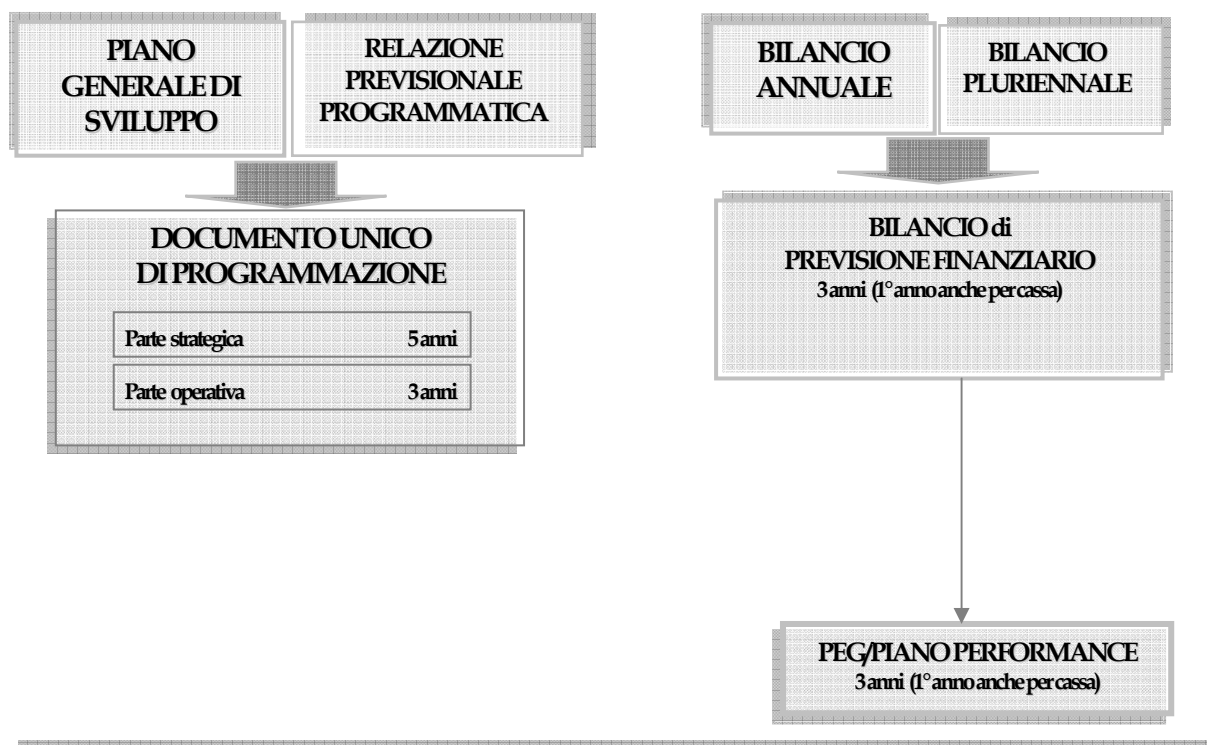 PIANO
GENERALE DI
SVILUPPO
RELAZIONE
PREVISIONALE
PROGRAMMATICA
DOCUMENTO UNICO
DI PROGRAMMAZIONE
Parte strategica 5 anni
Parte operativa 3 anni
BILANCIO
ANNUALE
BILANCIO
PLURIENNALE
BILANCIO di
PREVISIONE FINANZIARIO
3 anni (1° anno anche per cassa)
PEG/PIANO PERFORMANCE
3 anni (1° anno anche per cassa)